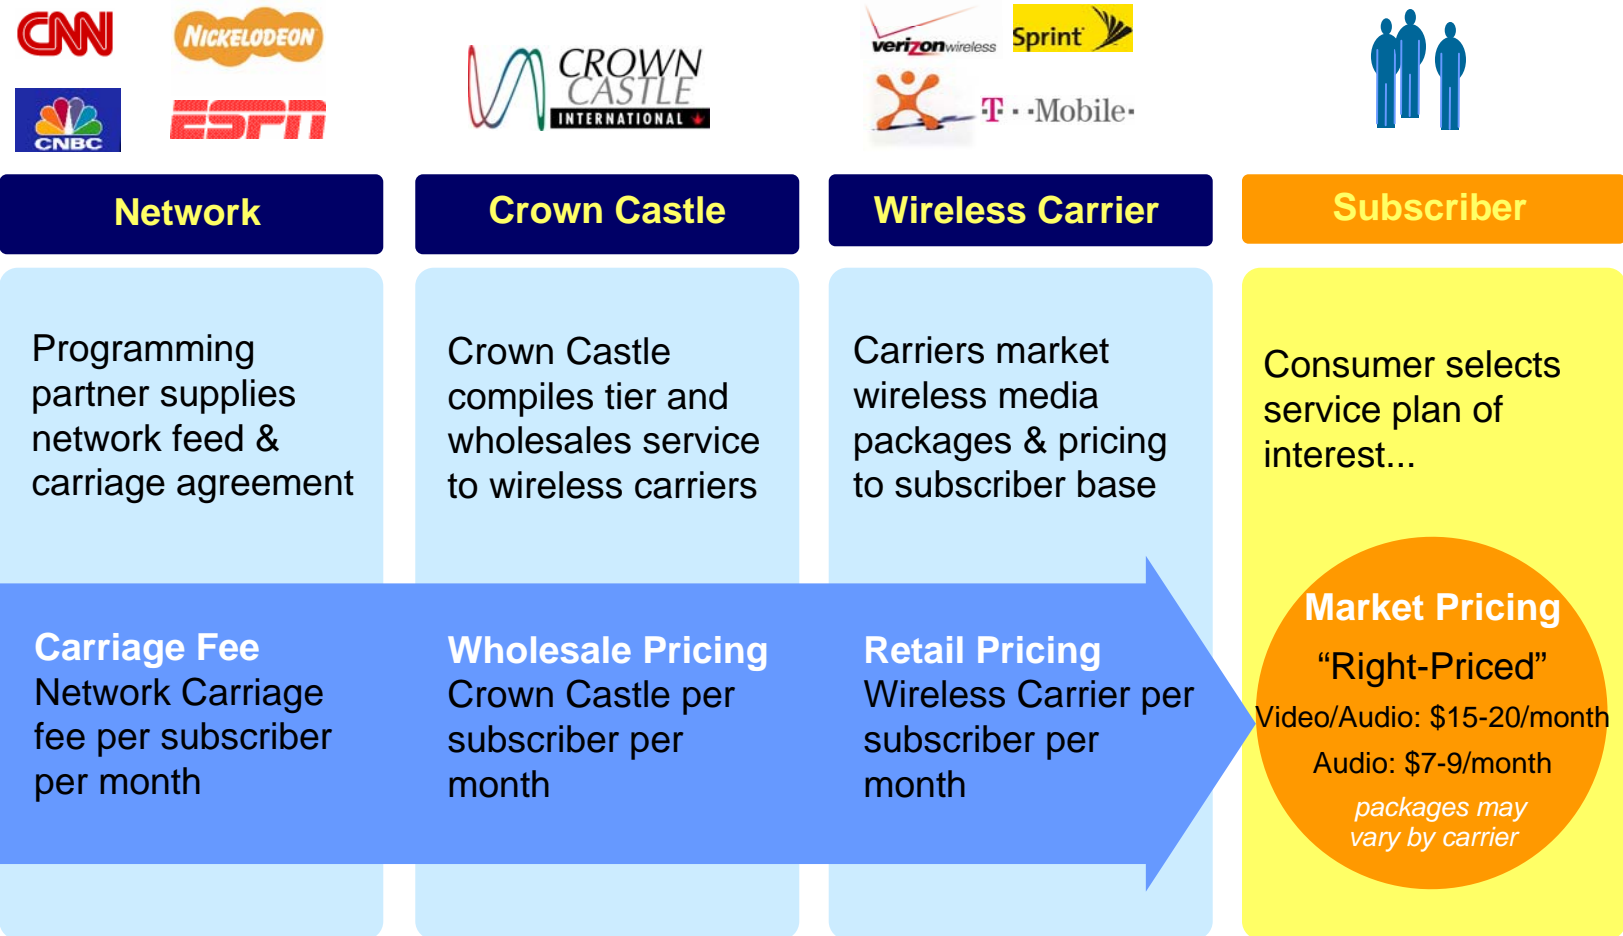 CNN
NICKELODEON
CNBC
ESPN
CROWN
CASTLE
INTERNATIONAL
verizonwireless
Sprint
T··Mobile·
Network
Crown Castle
Wireless Carrier
Subscriber
Programming
partner supplies
network feed &
carriage agreement
Crown Castle
compiles tier and
wholesales service
to wireless carriers
Carriers market
wireless media
packages & pricing
to subscriber base
Consumer selects
service plan of
interest...
Carriage Fee
Network Carriage
fee per subscriber
per month
Wholesale Pricing
Crown Castle per
subscriber per
month
Retail Pricing
Wireless Carrier per
subscriber per
month
Market Pricing
“Right-Priced”
Video/Audio: $15-20/month
Audio: $7-9/month
packages may
vary by carrier